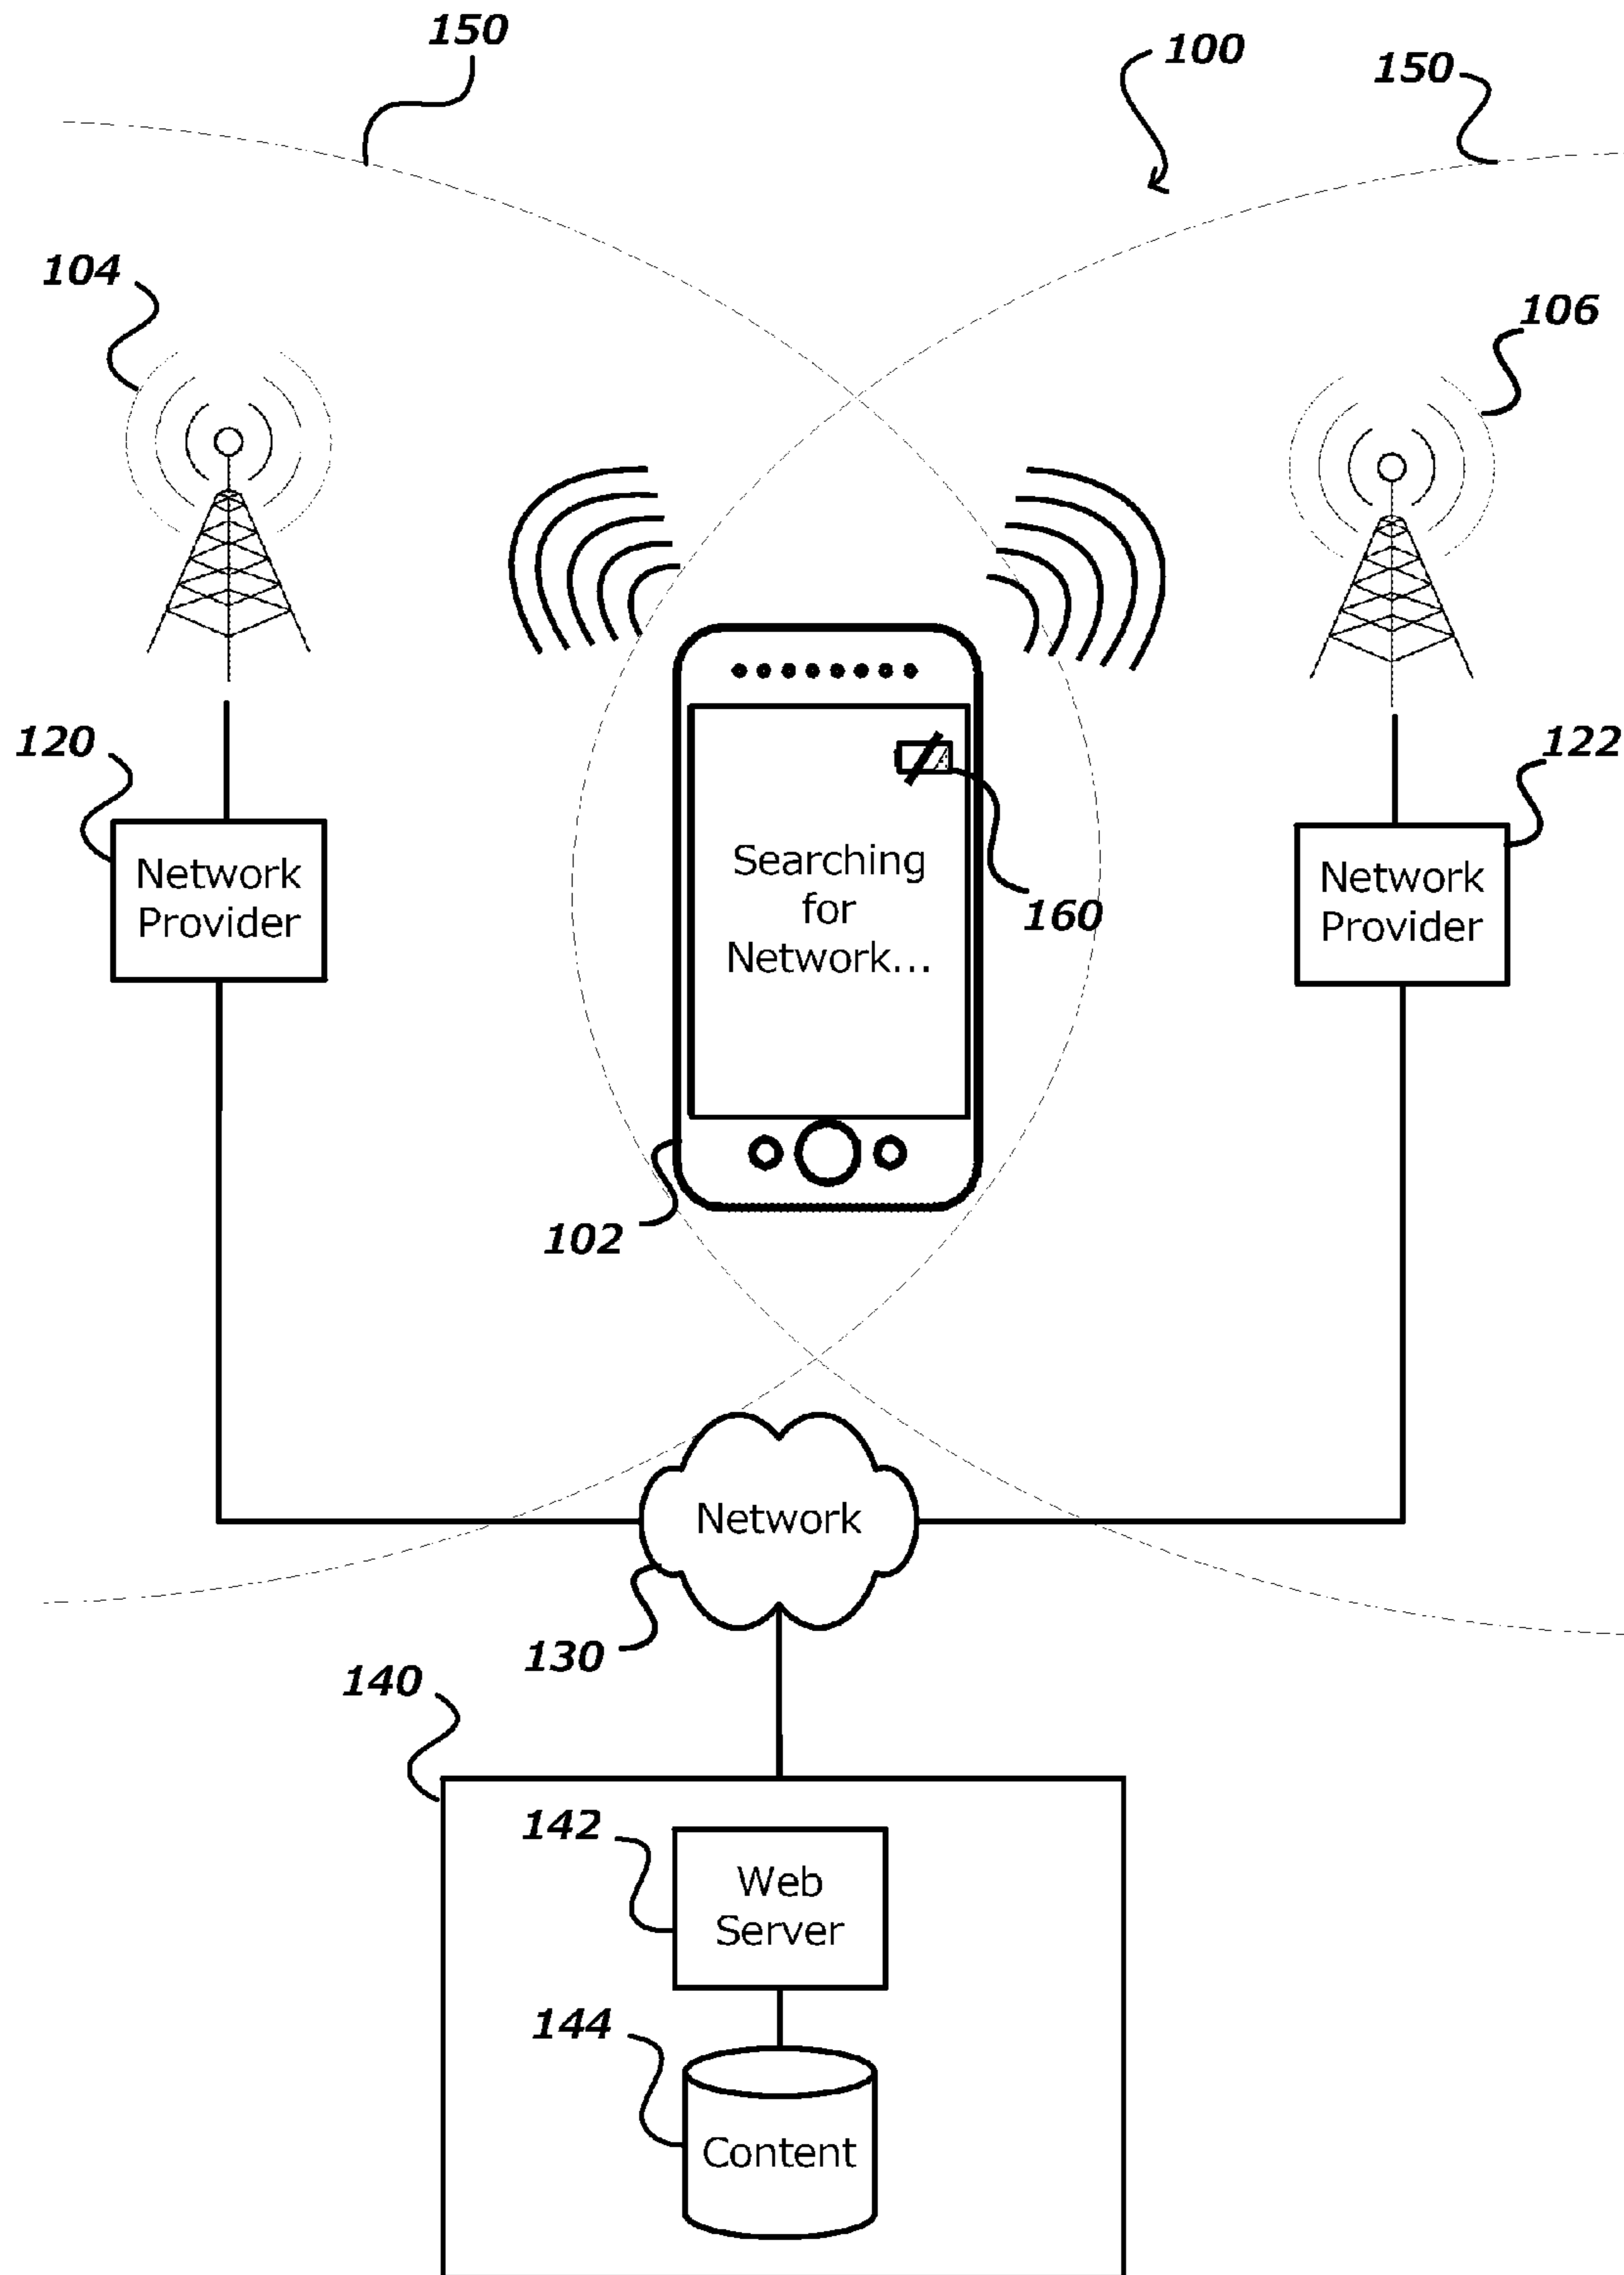 150
100
150
104
106
120
122
Network
Provider
Searching
for
Network...
160
Network
Provider
102
Network
130
140
142
Web
Server
144
Content